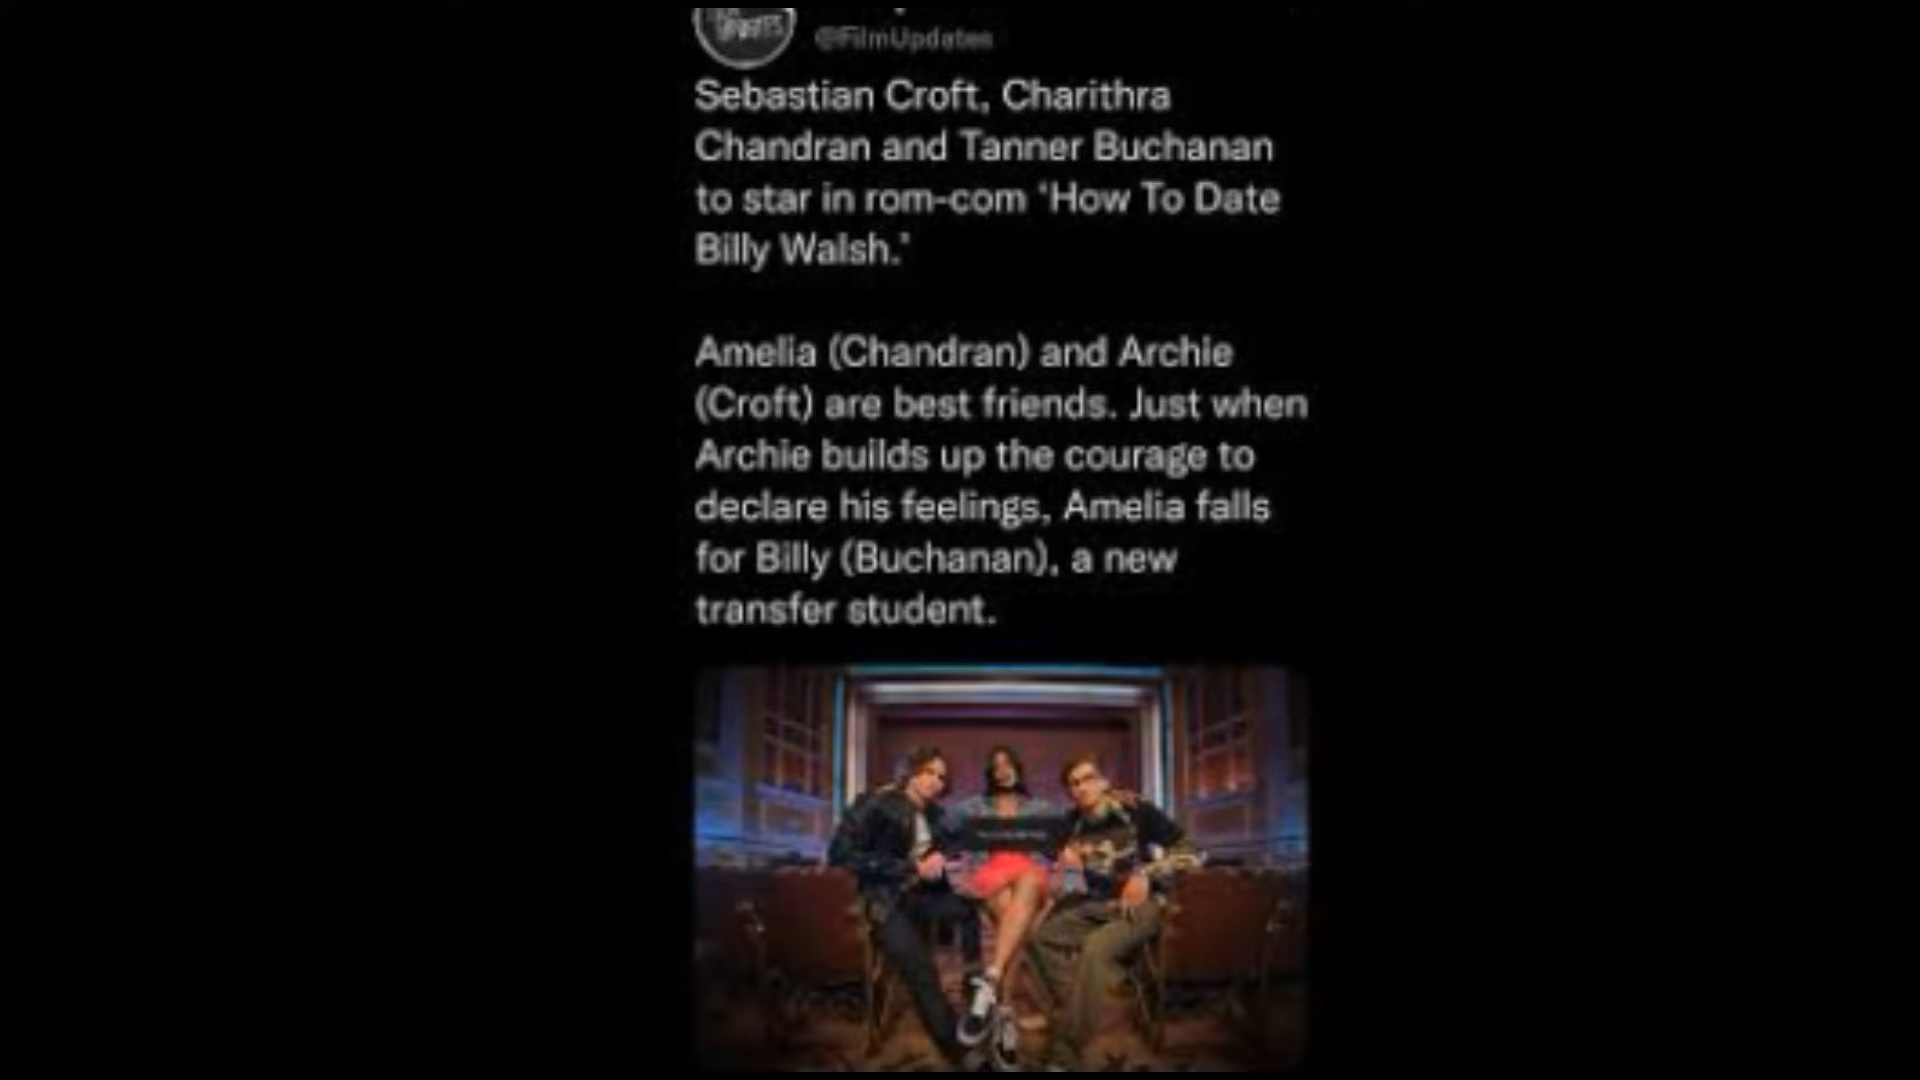 @FilmUpdates
Sebastian Croft, Charithra
Chandran and Tanner Buchanan
to star in rom-com ‘How To Date
Billy Walsh.’
Amelia (Chandran) and Archie
(Croft) are best friends. Just when
Archie builds up the courage to
declare his feelings, Amelia falls
for Billy (Buchanan), a new
transfer student.